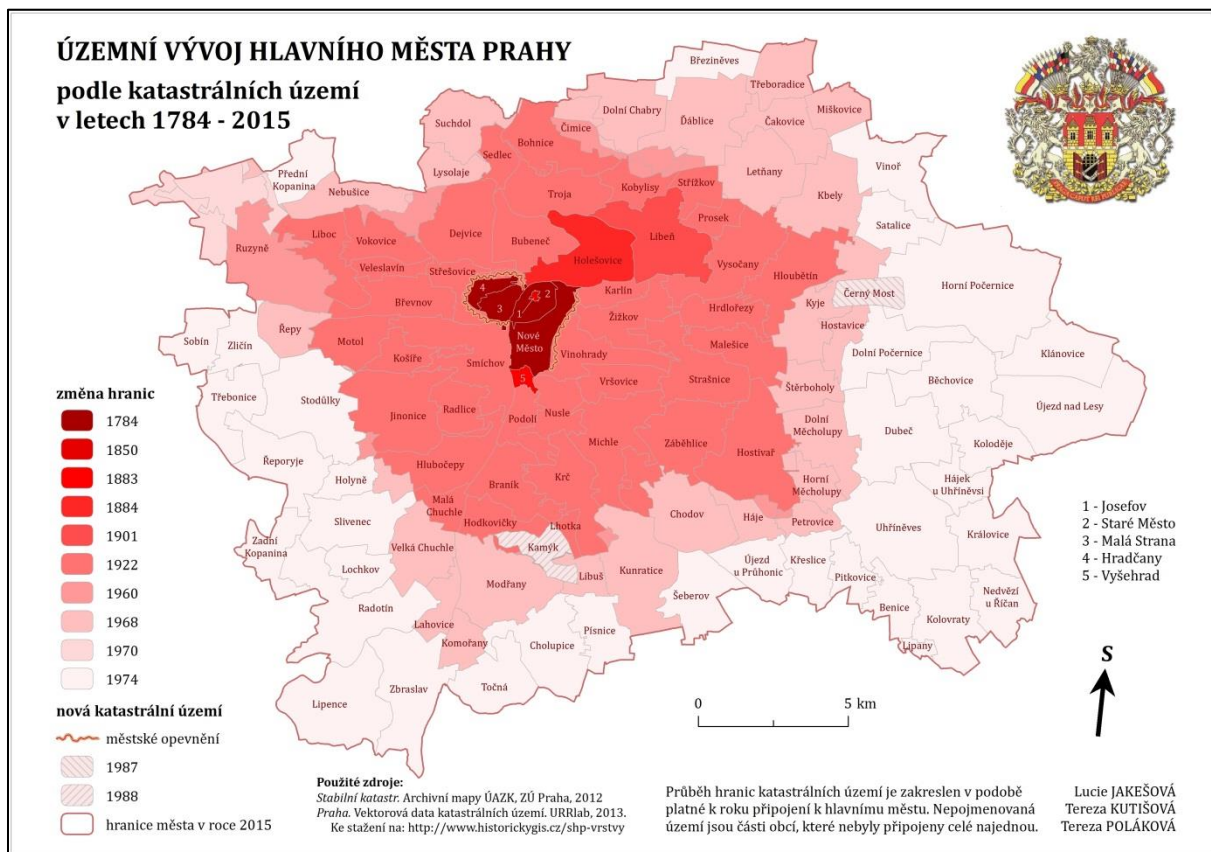 ÚZEMNÍ VÝVOJ HLAVNÍHO MĚSTA PRAHY
podle katastrálních území
v letech 1784 - 2015
Březiněves
Třeboradice
Dolní Chabry
Miškovice
Suchdol
Čimice
Ďáblice
Čakovice
Bohnice
Sedlec
Přední
Kopanina
Lysolaje
Letňany
Vinoř
Nebušice
Troja
Kobylisy
Střížkov
Kbely
Ruzyně
Liboc
Vokovice
Dejvice
Bubeneč
Libeň
Prosek
Satalice
Holešovice
Vysočany
Veleslavín
Střešovice
Hloubětín
Břevnov
4
3
1
2
Karlín
Černý Most
Horní Počernice
Kyje
Žižkov
Hrdlořezy
Hostavice
Řepy
Motol
Košíře
Nové
Město
Malešice
Sobín
Zličín
Smíchov
Vinohrady
Dolní Počernice
Klánovice
5
Vršovice
Strašnice
Štěrboholy
Běchovice
Třebonice
Stodůlky
Jinonice
Radlice
Podolí
Nusle
Újezd nad Lesy
Dolní
Měcholupy
Dubeč
Michle
Záběhlice
Hostivař
Koloděje
Řeporyje
Hlubočepy
Holyně
Braník
Krč
Horní
Měcholupy
Hájek
u Uhříněvsi
Malá
Chuchle
Slivenec
Hodkovičky
Lhotka
Chodov
Háje
Petrovice
Uhříněves
Královice
Zadní
Kopanina
Velká Chuchle
Kamýk
Lochkov
Modřany
Libuš
Kunratice
Újezd
u Průhonic
Křeslice
Pitkovice
Šeberov
Nedvězí
u Říčan
Radotín
Lahovice
Benice
Kolovraty
Komořany
Písnice
Cholupice
Lipany
Zbraslav
Točná
Lipence
změna hranic
1784
1850
1883
1884
1901
1922
1960
1968
1970
1974
nová katastrální území
městské opevnění
1987
1988
hranice města v roce 2015
1 - Josefov
2 - Staré Město
3 - Malá Strana
4 - Hradčany
5 - Vyšehrad
S
0 5 km
Použité zdroje:
Stabilní katastr. Archivní mapy ÚAZK, ZÚ Praha, 2012
Praha. Vektorová data katastrální území. URRlab, 2013.
Ke stažení na: http://www.historickygis.cz/shp-vrstvy
Průběh hranic katastrálních území je zakreslen v podobě
platné k roku připojení k hlavnímu městu. Nepojmenovaná
území jsou části obcí, které nebyly připojeny celé najednou.
Lucie JAKEŠOVÁ
Tereza KUTIŠOVÁ
Tereza POLÁKOVÁ